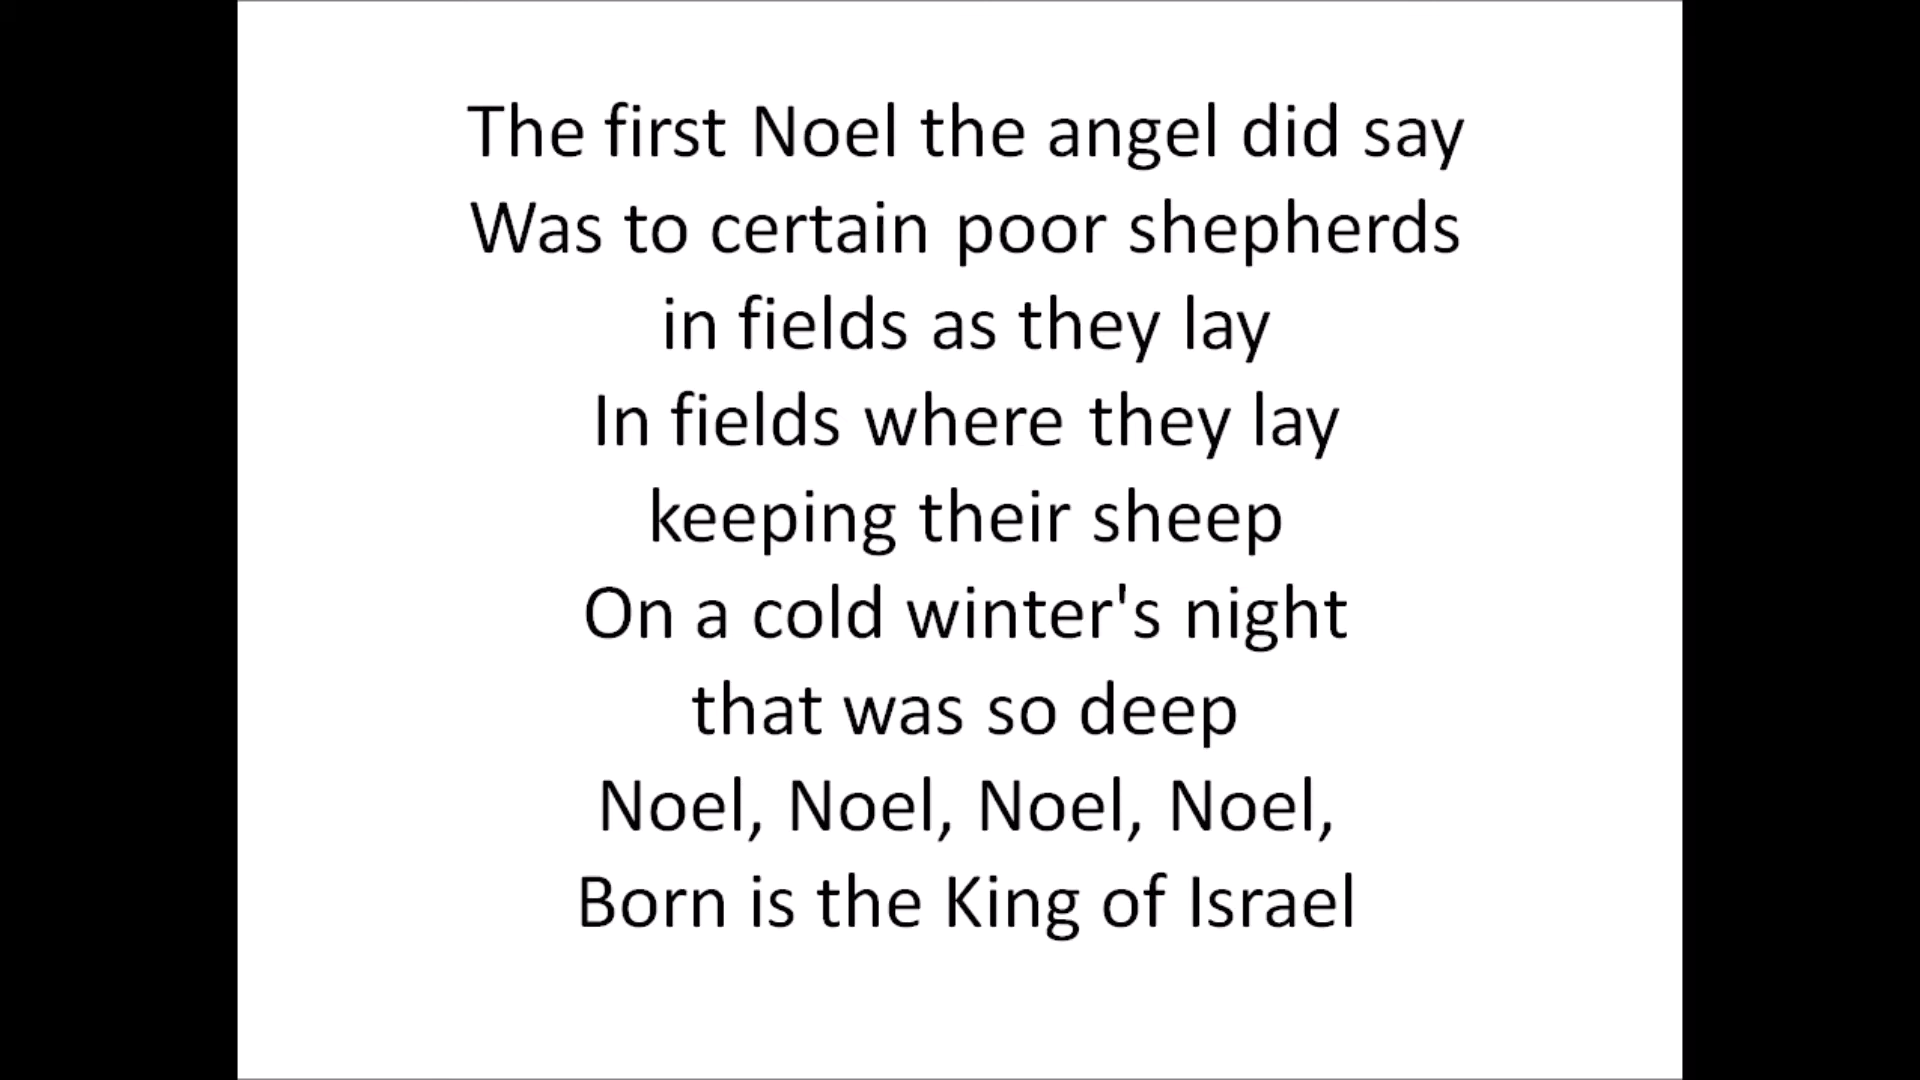 The first Noel the angel did say
Was to certain poor shepherds
in fields as they lay
In fields where they lay
keeping their sheep
On a cold winter's night
that was so deep
Noel, Noel, Noel, Noel,
Born is the King of Israel